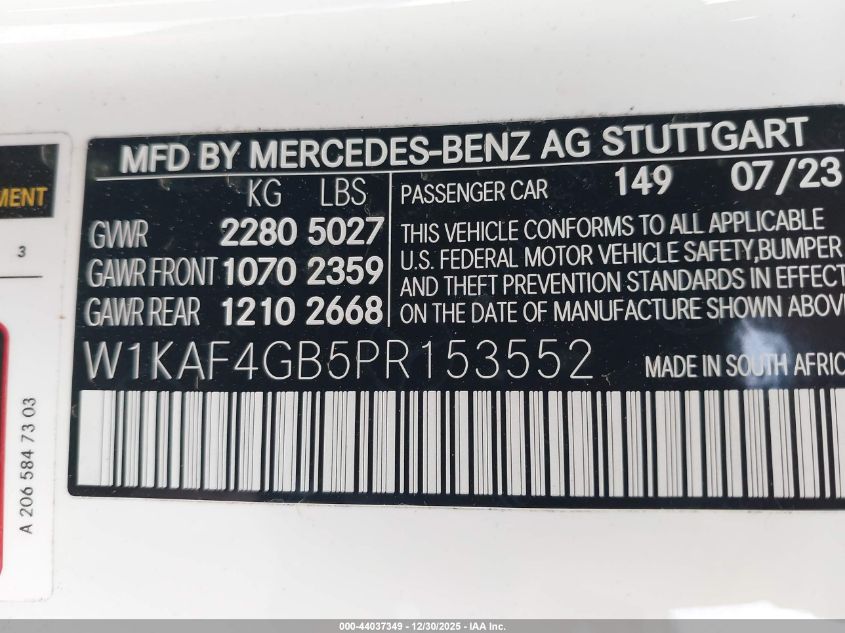 MFD BY MERCEDES-BENZ AG STUTTGART
KG LBS
GVWR 2280 5027
GAWR FRONT 1070 2359
GAWR REAR 1210 2668
PASSENGER CAR 149 07/23
THIS VEHICLE CONFORMS TO ALL APPLICABLE
U.S. FEDERAL MOTOR VEHICLE SAFETY,BUMPER
AND THEFT PREVENTION STANDARDS IN EFFECT
ON THE DATE OF MANUFACTURE SHOWN ABOV
W1KAF4GB5PR153552
MADE IN SOUTH AFRIC
MENT
3
A 206 584 73 03
000-44037349 — 12/30/2025 — IAA Inc.